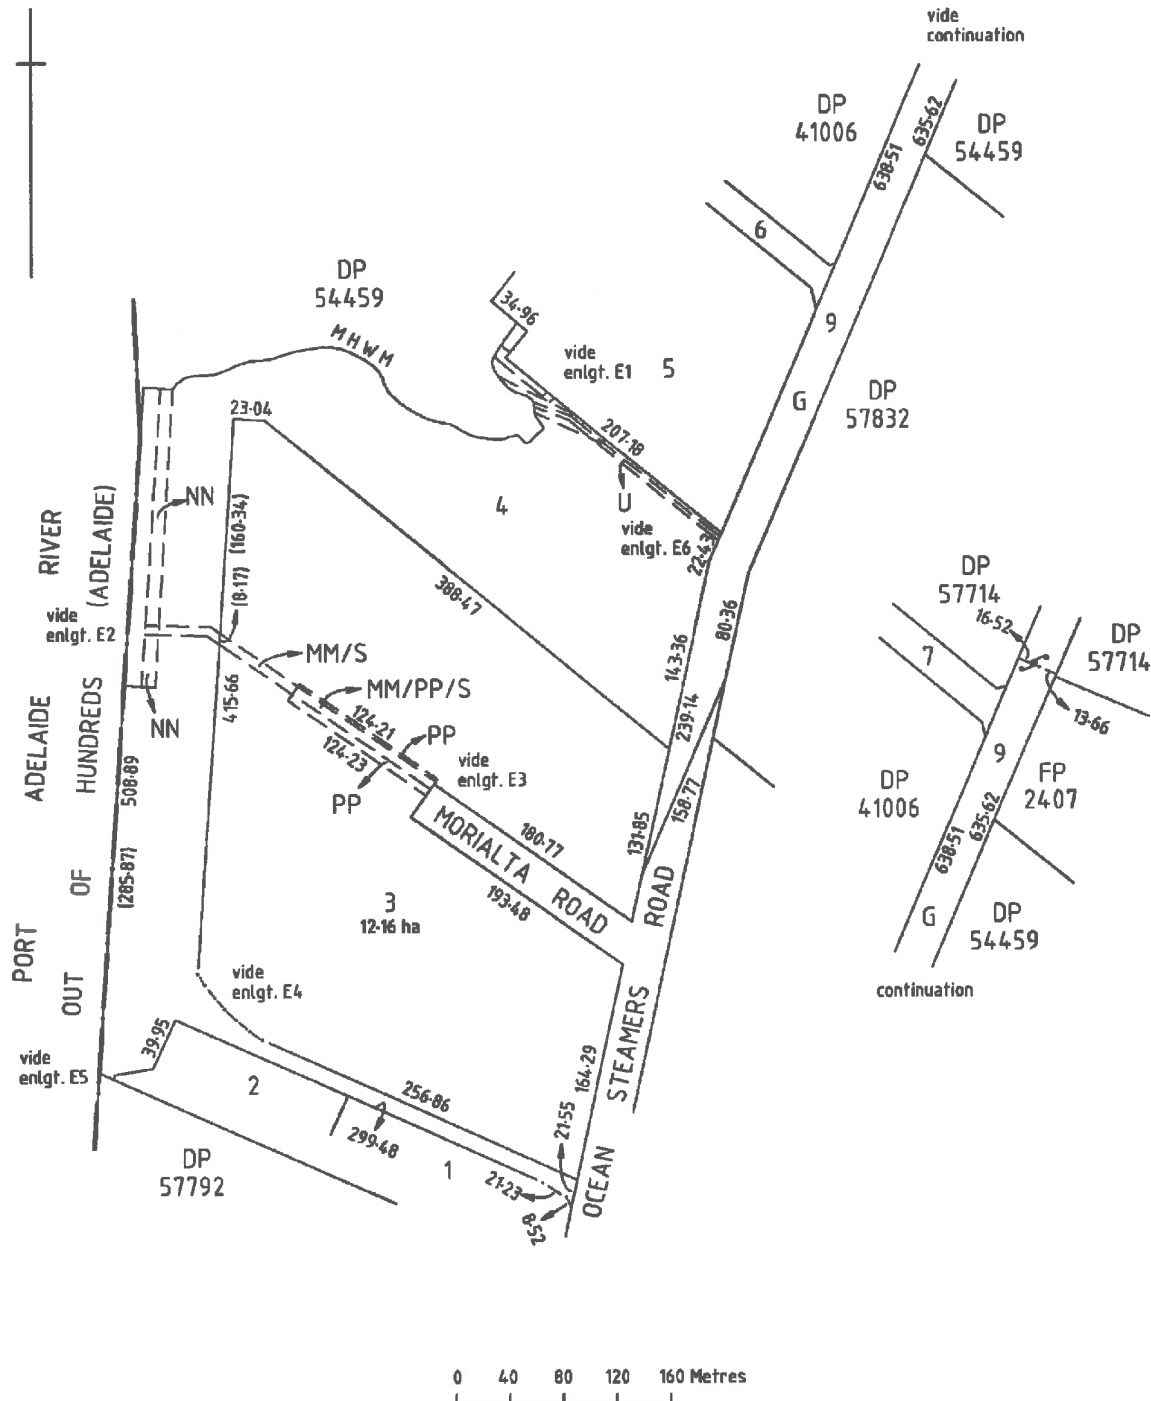 vide
continuation
DP
41006
638·51
635·62
DP
54459
6
9
G
DP
57832
DP
54459
MHWM
34·96
vide
enlgt. E1
5
207·18
U
vide
enlgt. E6
22·43
23·04
4
388·47
NN
(160·34)
(8·17)
RIVER
(ADELAIDE)
vide
enlgt. E2
MM/S
MM/PP/S
124·21
124·23
PP
vide
enlgt. E3
PP
415·66
NN
ADELAIDE
HUNDREDS
508·89
OF
(285·87)
PORT
OUT
143·36
80·36
239·14
158·77
131·85
180·77
MORIALTA ROAD
193·48
3
12·16 ha
OCEAN STEAMERS ROAD
164·29
vide
enlgt. E4
39·95
vide
enlgt. E5
2
256·86
299·48
1
21·55
21·23
8·52
DP
57792
DP
57714
16·52
7
DP
57714
13·66
9
DP
41006
FP
2407
638·51
635·62
G
DP
54459
continuation
0 40 80 120 160 Metres